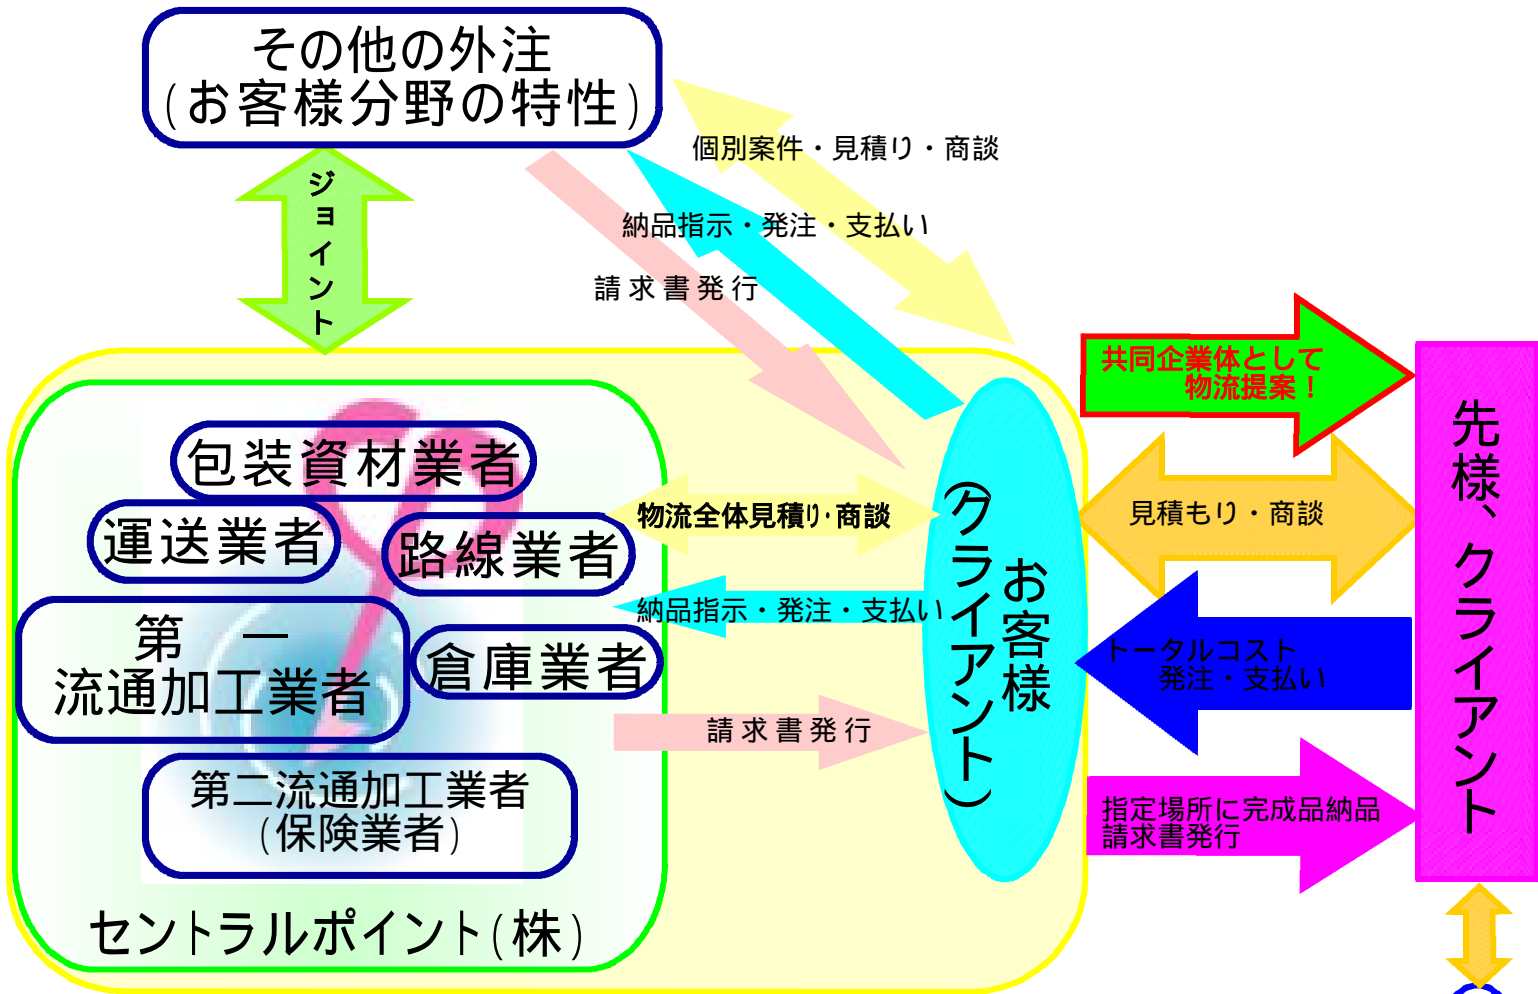 その他の外注
(お客様分野の特性)
ジョイント
個別案件・見積り・商談
納品指示・発注・支払い
請求書発行
共同企業体として
物流提案！
包装資材業者
運送業者
路線業者
第一
流通加工業者
倉庫業者
第二流通加工業者
(保険業者)
セントラルポイント(株)
物流全体見積り・商談
納品指示・発注・支払い
請求書発行
お客様
(クライアント)
見積もり・商談
トータルコスト
発注・支払い
指定場所に完成品納品
請求書発行
先様、クライアント